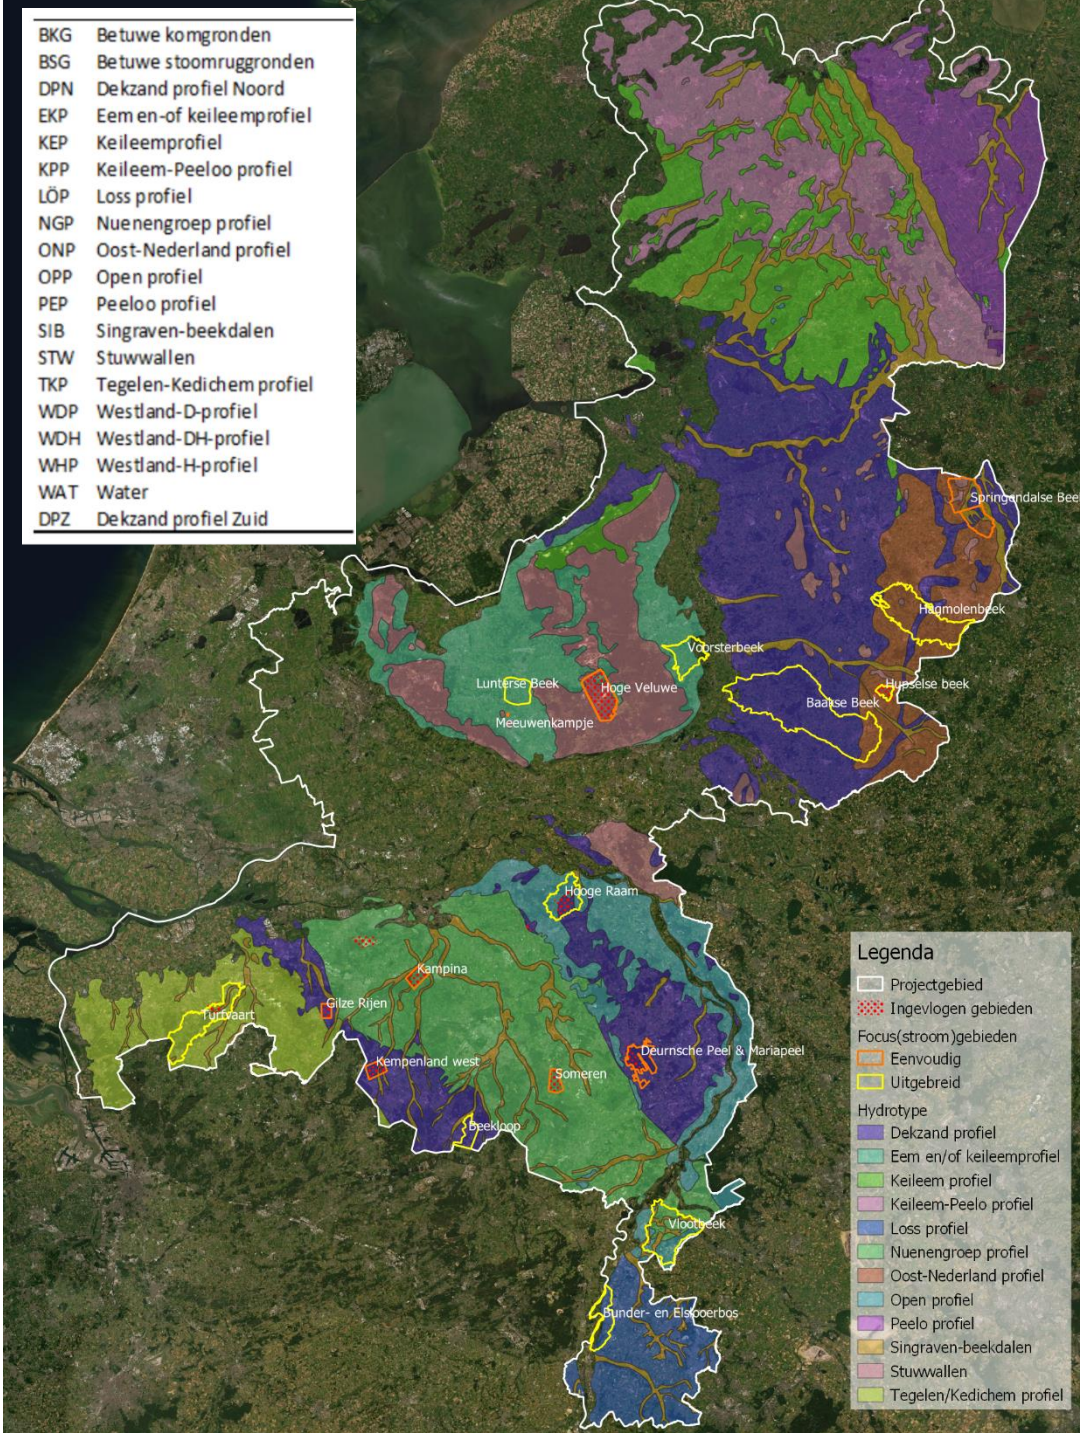 BKG Betuwe komgronden
BSG Betuwe stoomruggronden
DPN Dekzand profiel Noord
EKP Eem en-of keileemprofiel
KEP Keileemprofiel
KPP Keileem-Peeloo profiel
LÖP Loss profiel
NGP Nuenengroep profiel
ONP Oost-Nederland profiel
OPP Open profiel
PEP Peeloo profiel
SIB Singraven-beekdalen
STW Stuwwallen
TKP Tegelen-Kedichem profiel
WDP Westland-D-profiel
WDH Westland-DH-profiel
WHP Westland-H-profiel
WAT Water
DPZ Dekzand profiel Zuid
Springandalse Beek
Hagmolenbeek
Voorsterbeek
Lunterse Beek
Hoge Veluwe
Hupselse beek
Baakse Beek
Meeuwenkampje
Hooge Raam
Kampina
Gilze Rijen
Turfvaart
Deurnsche Peel & Mariapeel
Kempenland west
Someren
Beekloop
Vlootbeek
Bunder- en Elslooerbos
Legenda
Projectgebied
Ingevlogen gebieden
Focus(stroom)gebieden
Eenvoudig
Uitgebreid
Hydrotype
Dekzand profiel
Eem en/of keileemprofiel
Keileem profiel
Keileem-Peelo profiel
Loss profiel
Nuenengroep profiel
Oost-Nederland profiel
Open profiel
Peelo profiel
Singraven-beekdalen
Stuwwallen
Tegelen/Kedichem profiel